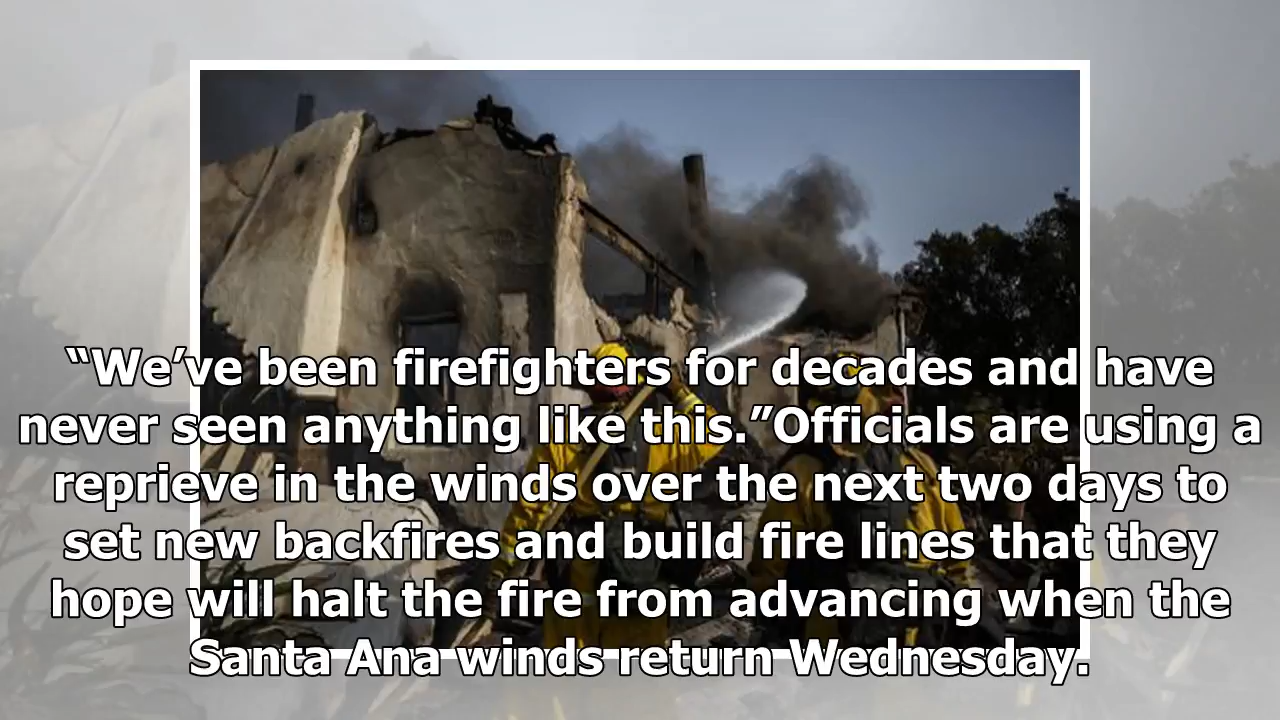 “We’ve been firefighters for decades and have
never seen anything like this.”Officials are using a
reprieve in the winds over the next two days to
set new backfires and build fire lines that they
hope will halt the fire from advancing when the
Santa Ana winds return Wednesday.